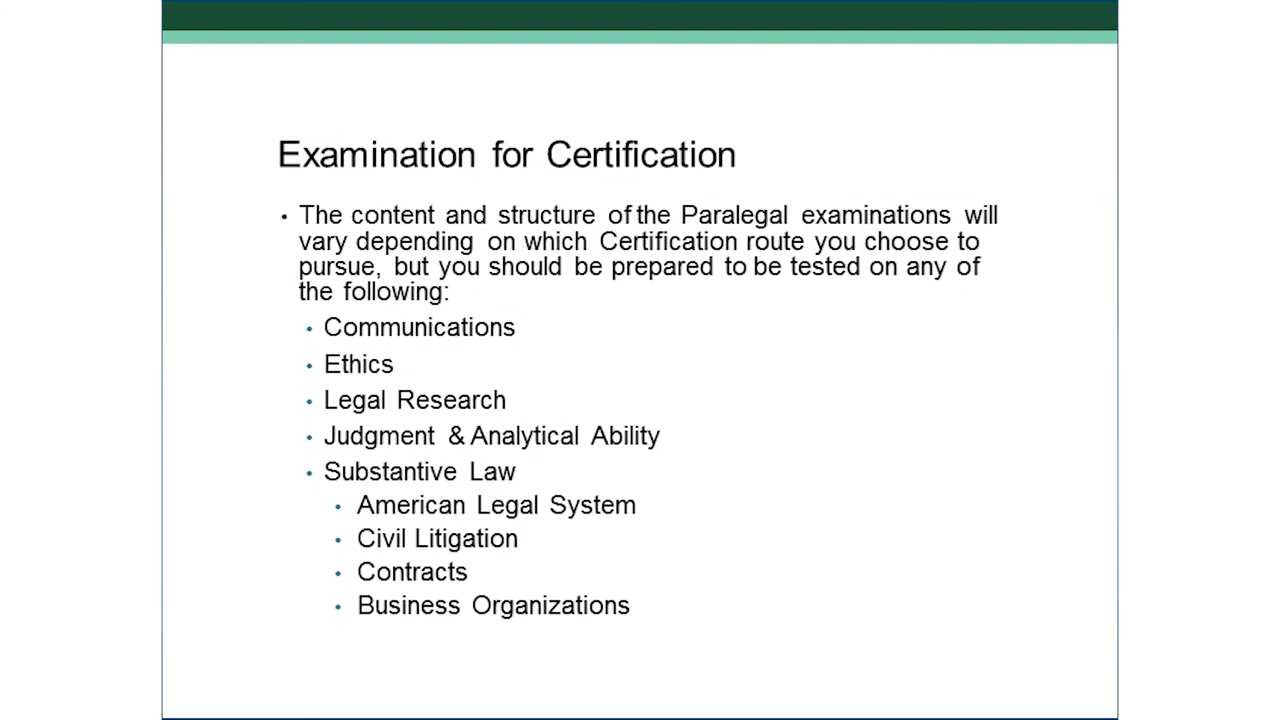 Examination for Certification
• The content and structure of the Paralegal examinations will
vary depending on which Certification route you choose to
pursue, but you should be prepared to be tested on any of
the following:
• Communications
• Ethics
• Legal Research
• Judgment & Analytical Ability
• Substantive Law
• American Legal System
• Civil Litigation
• Contracts
• Business Organizations